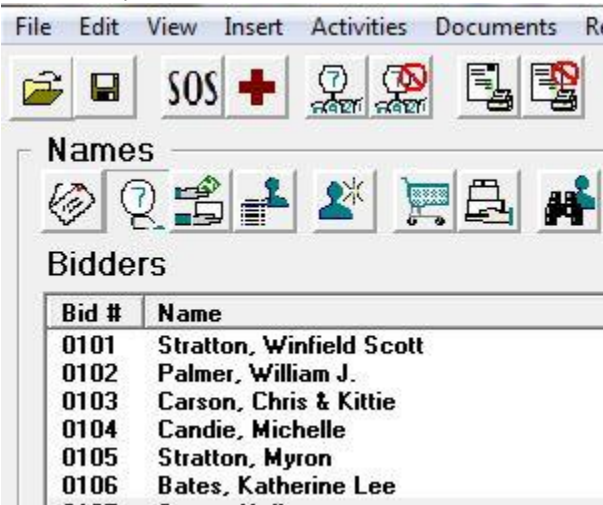 File Edit View Insert Activities Documents
SOS
Names
Bidders
Bid # Name
0101 Stratton, Winfield Scott
0102 Palmer, William J.
0103 Carson, Chris & Kittie
0104 Candie, Michelle
0105 Stratton, Myron
0106 Bates, Katherine Lee